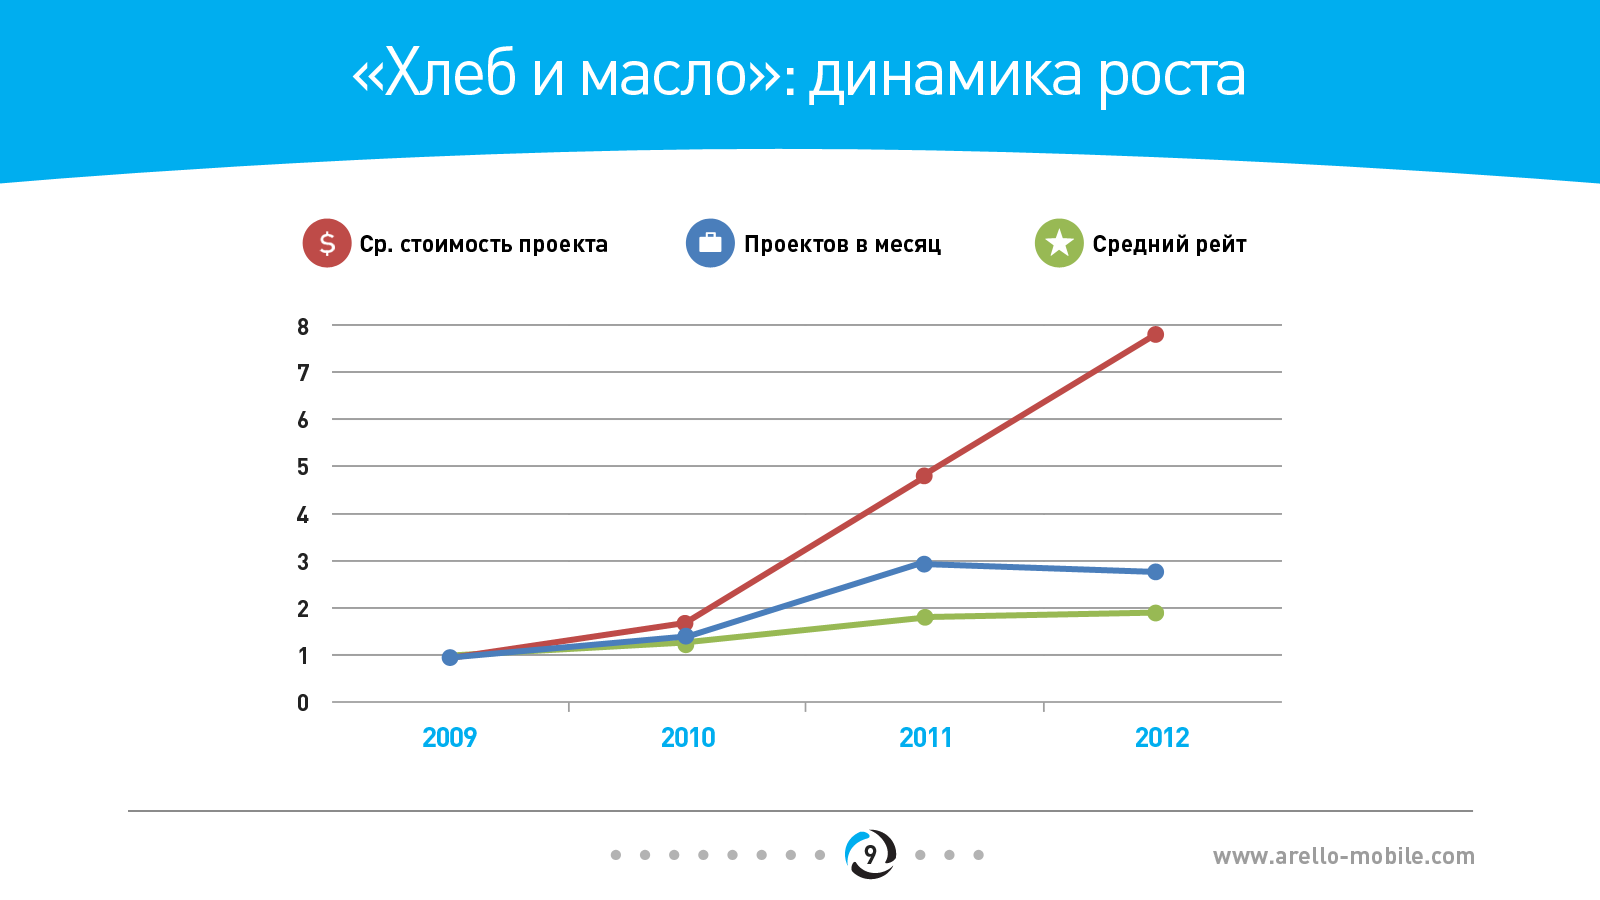 «Хлеб и масло»: динамика роста
$ Ср. стоимость проекта
Проектов в месяц
Средний рейт
8
7
6
5
4
3
2
1
0
2009 2010 2011 2012
9
www.arello-mobile.com